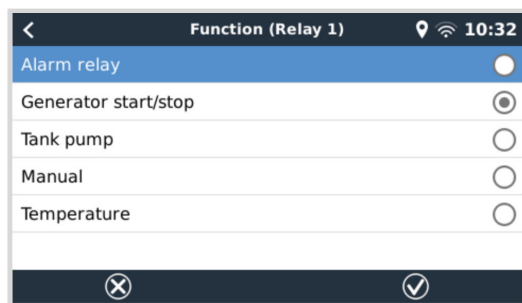 Function (Relay 1) 10:32
Alarm relay
Generator start/stop
Tank pump
Manual
Temperature